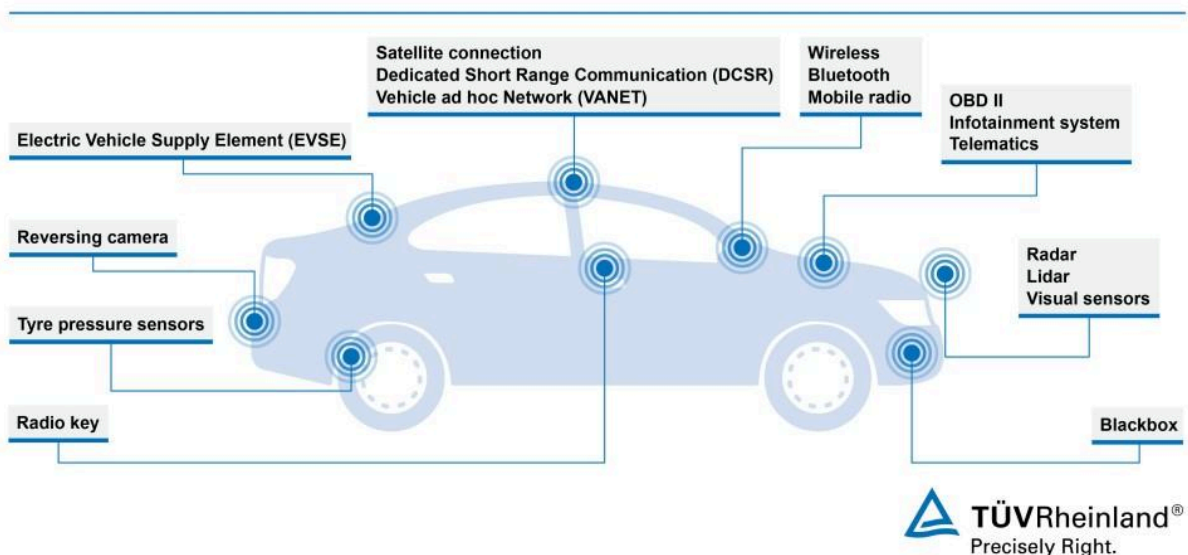 Satellite connection
Dedicated Short Range Communication (DCSR)
Vehicle ad hoc Network (VANET)
Wireless
Bluetooth
Mobile radio
OBD II
Infotainment system
Telematics
Electric Vehicle Supply Element (EVSE)
Reversing camera
Radar
Lidar
Visual sensors
Tyre pressure sensors
Radio key
Blackbox
TÜVRheinland®
Precisely Right.